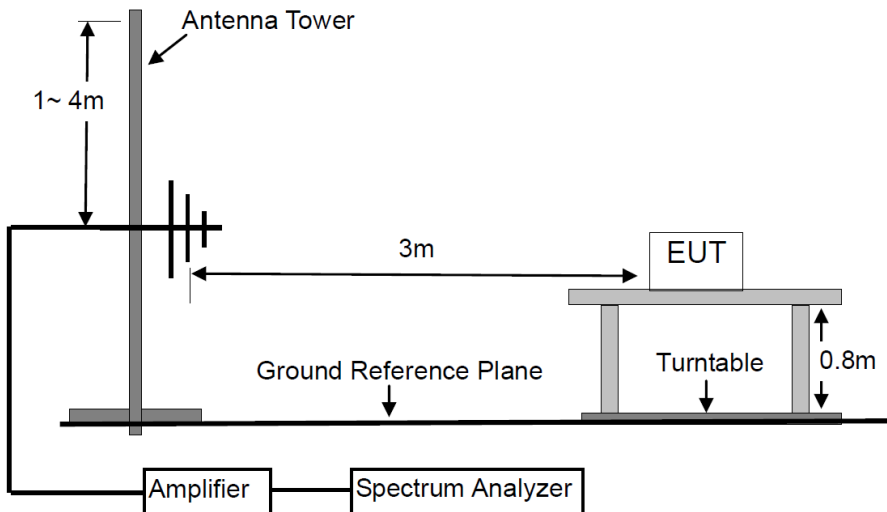 Antenna Tower
1~ 4m
3m
EUT
0.8m
Turntable
Ground Reference Plane
Amplifier
Spectrum Analyzer